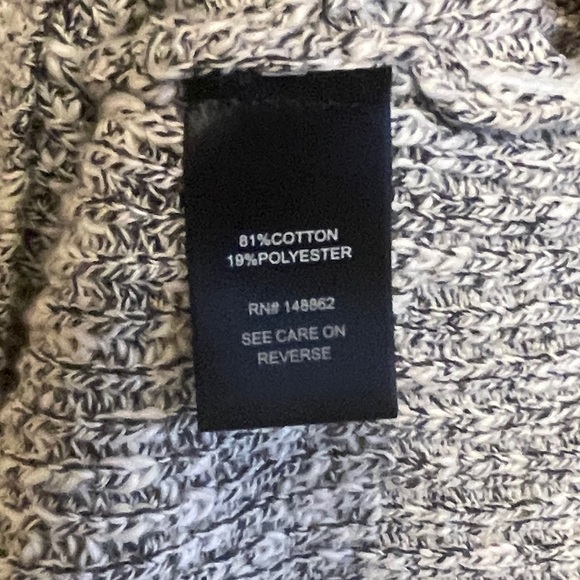 81%COTTON
19%POLYESTER
RN# 148862
SEE CARE ON
REVERSE